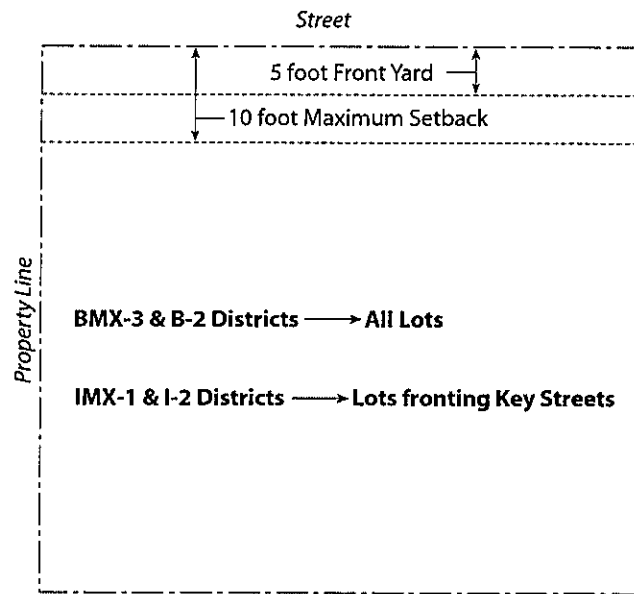 Street
5 foot Front Yard
10 foot Maximum Setback
Property Line
BMX-3 & B-2 Districts All Lots
IMX-1 & I-2 Districts Lots fronting Key Streets